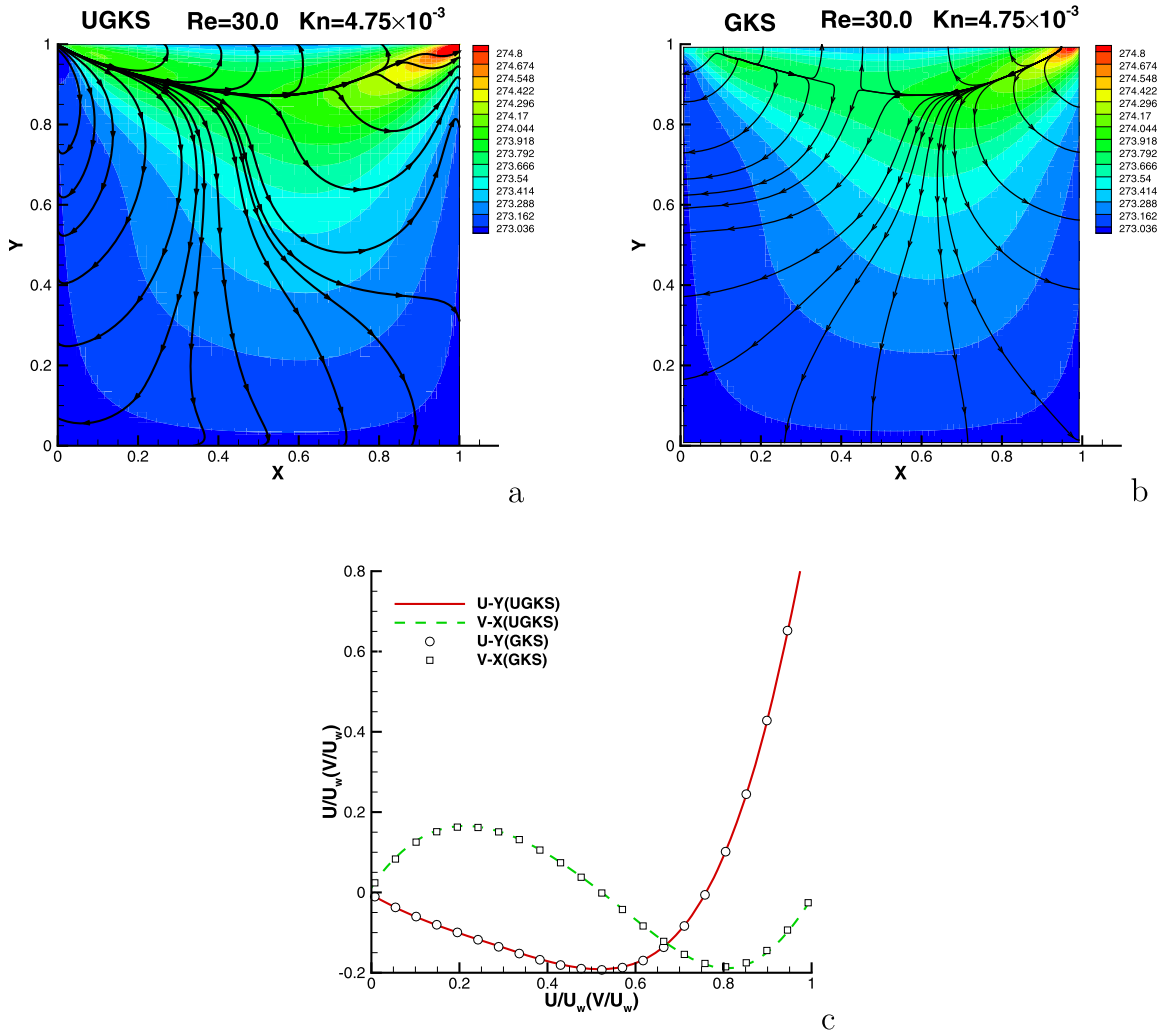 UGKS Re=30.0 Kn=4.75×10-3
1
0.8
0.6
0.4
0.2
0
Y
0 0.2 0.4 0.6 0.8 1
X
274.8
274.674
274.548
274.422
274.296
274.17
274.044
273.918
273.792
273.666
273.54
273.414
273.288
273.162
273.036
a
GKS Re=30.0 Kn=4.75×10-3
1
0.8
0.6
0.4
0.2
0
Y
0 0.2 0.4 0.6 0.8 1
X
274.8
274.674
274.548
274.422
274.296
274.17
274.044
273.918
273.792
273.666
273.54
273.414
273.288
273.162
273.036
b
0.8
0.6
0.4
0.2
0
-0.2
U/Uw(V/Uw)
U-Y(UGKS)
V-X(UGKS)
U-Y(GKS)
V-X(GKS)
0 0.2 0.4 0.6 0.8 1
U/Uw(V/Uw)
c